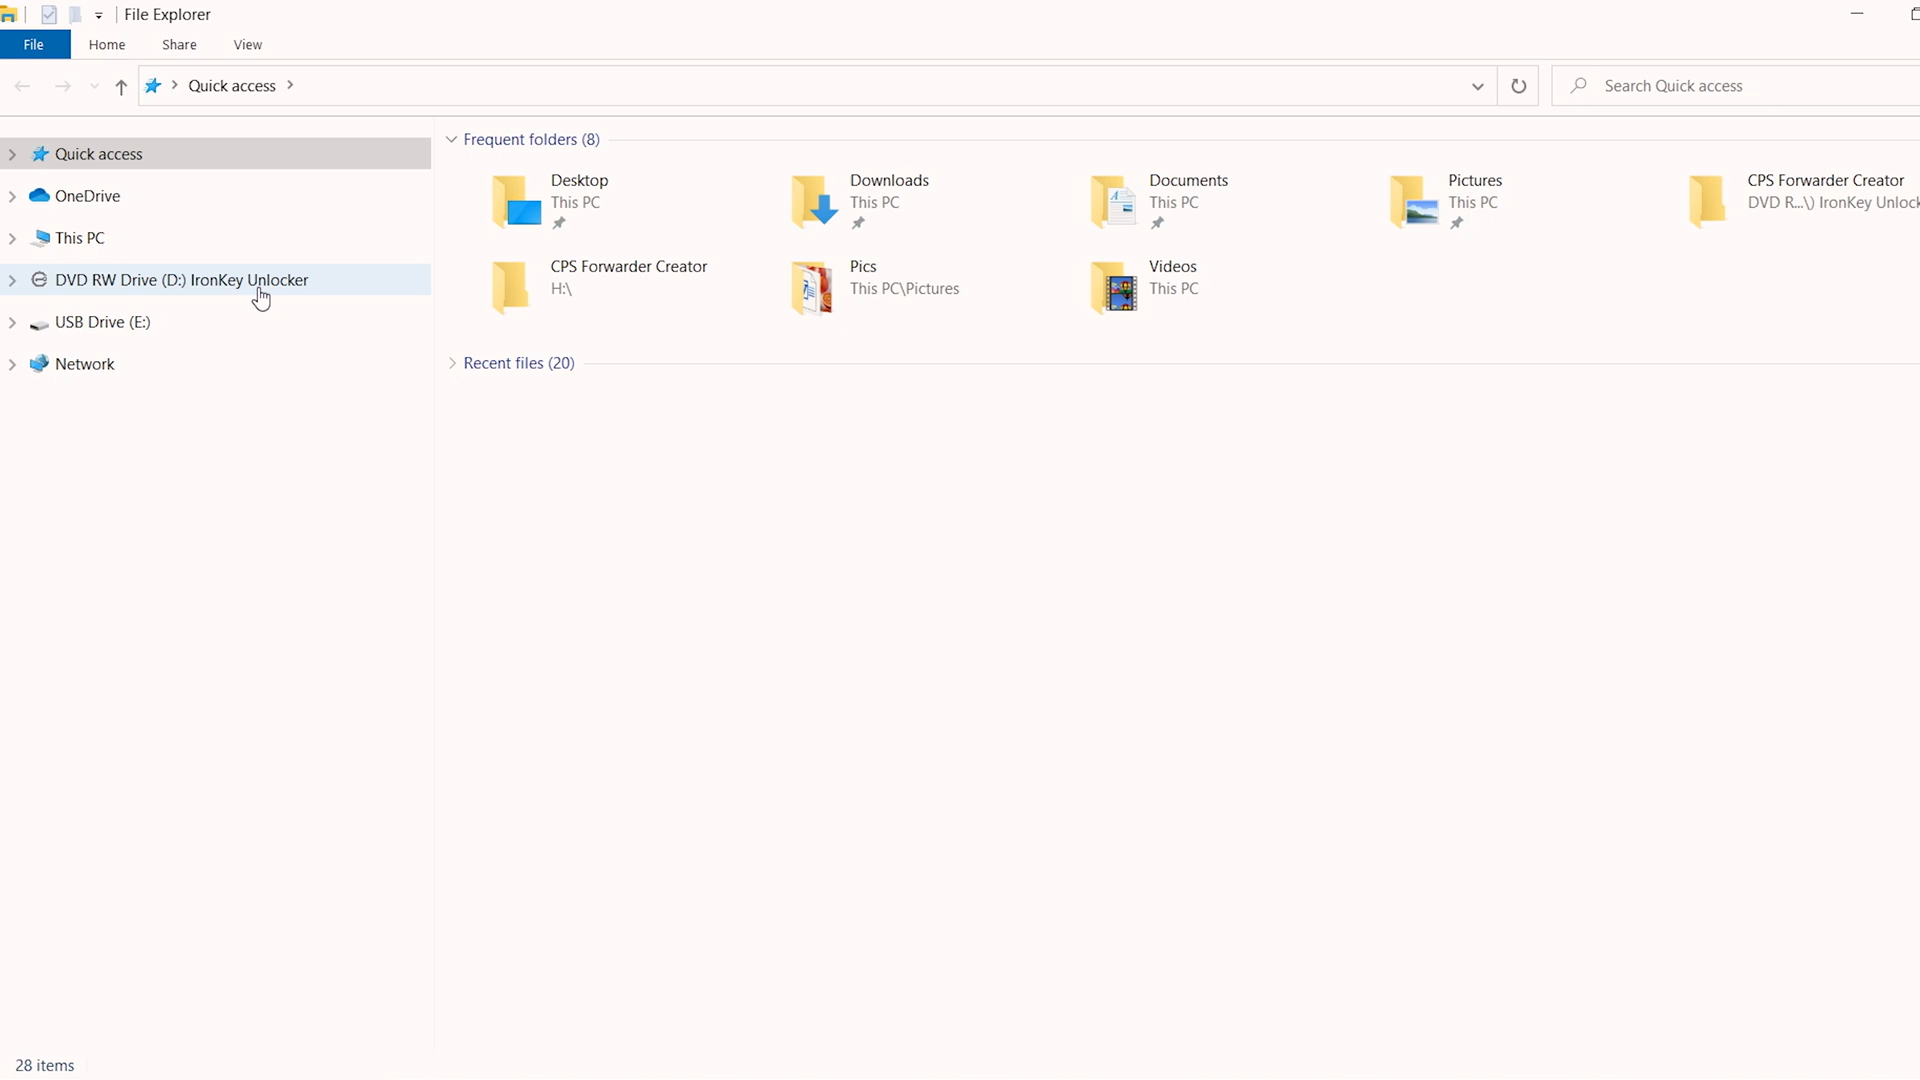 File Explorer
File Home Share View
Quick access Search Quick access
Quick access
OneDrive
This PC
DVD RW Drive (D:) IronKey Unlocker
USB Drive (E:)
Network
Frequent folders (8)
Desktop
This PC
Downloads
This PC
Documents
This PC
Pictures
This PC
CPS Forwarder Creator
DVD R...\) IronKey Unlock
CPS Forwarder Creator
H:\
Pics
This PC\Pictures
Videos
This PC
Recent files (20)
28 items